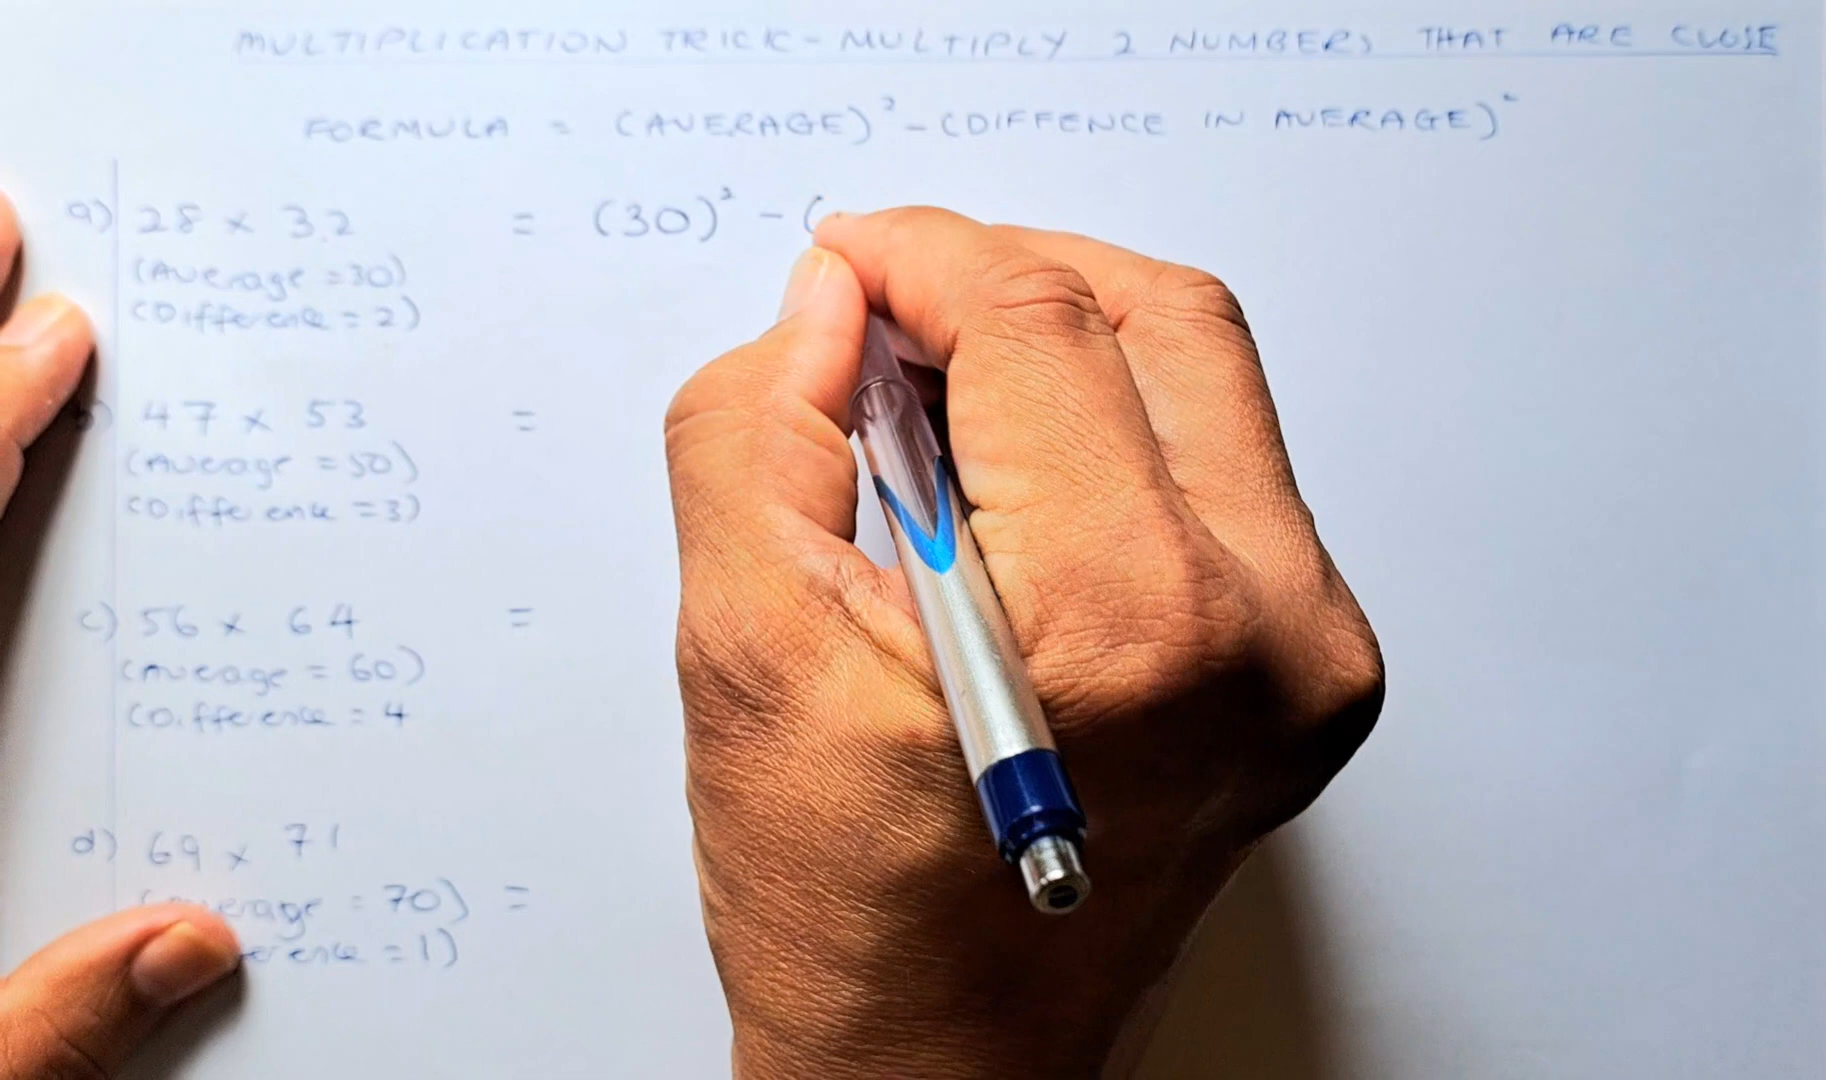 MULTIPLICATION TRICK - MULTIPLY 2 NUMBERS THAT ARE CLOSE
FORMULA = (AVERAGE)² - (DIFFENCE IN AVERAGE)²
a) 28 × 32 = (30)² - (
(Average = 30)
(Difference = 2)
b) 47 × 53 =
(Average = 50)
(Difference = 3)
c) 56 × 64 =
(Average = 60)
(Difference = 4
d) 69 × 71
erage = 70) =
erence = 1)